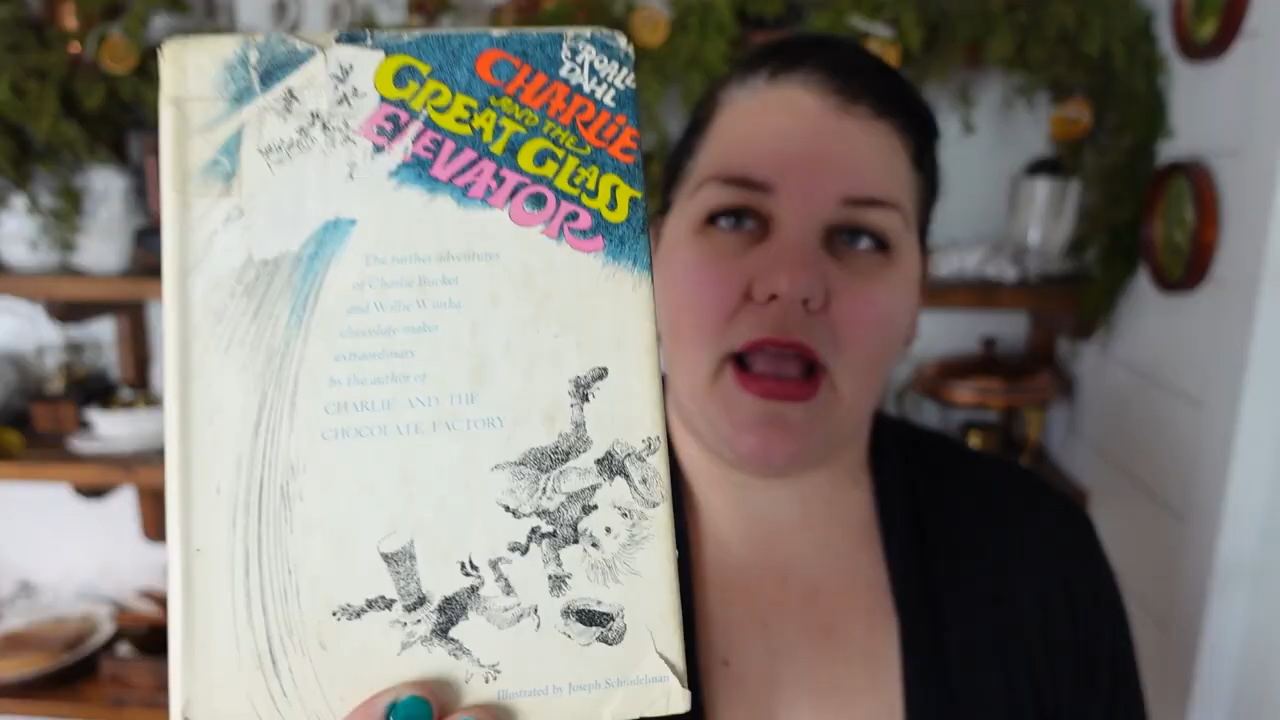 ROALD
DAHL
CHARLIE
AND THE
GREAT GLASS
ELEVATOR
The further adventures
of Charlie Bucket
and Willie Wonka
chocolate-maker
extraordinary
by the author of
CHARLIE AND THE
CHOCOLATE FACTORY
Illustrated by Joseph Schindelman